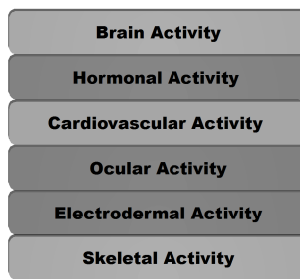 Brain Activity
Hormonal Activity
Cardiovascular Activity
Ocular Activity
Electrodermal Activity
Skeletal Activity